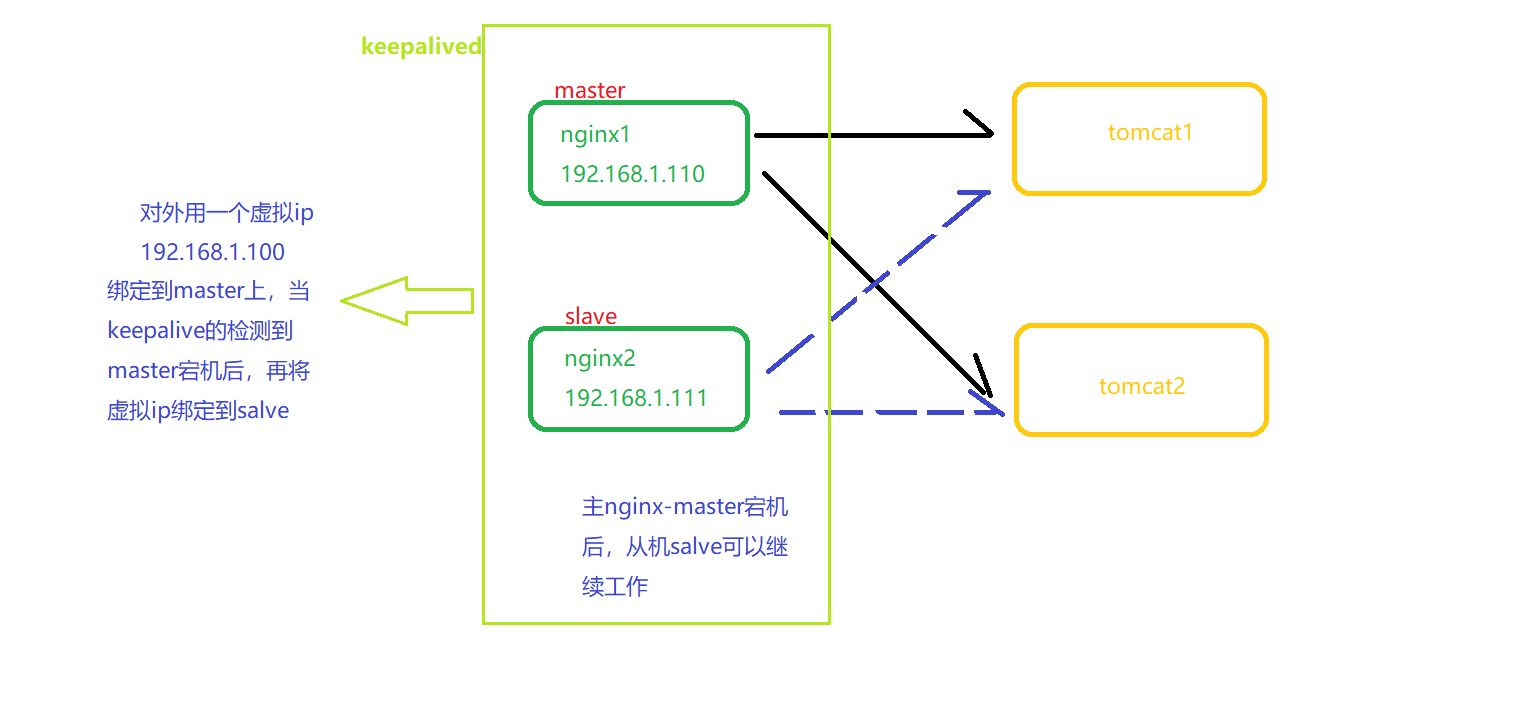 keepalived
master
nginx1
192.168.1.110
tomcat1
对外用一个虚拟ip
192.168.1.100
绑定到master上，当
keepalive的检测到
master宕机后，再将
虚拟ip绑定到salve
slave
nginx2
192.168.1.111
tomcat2
主nginx-master宕机
后，从机salve可以继
续工作